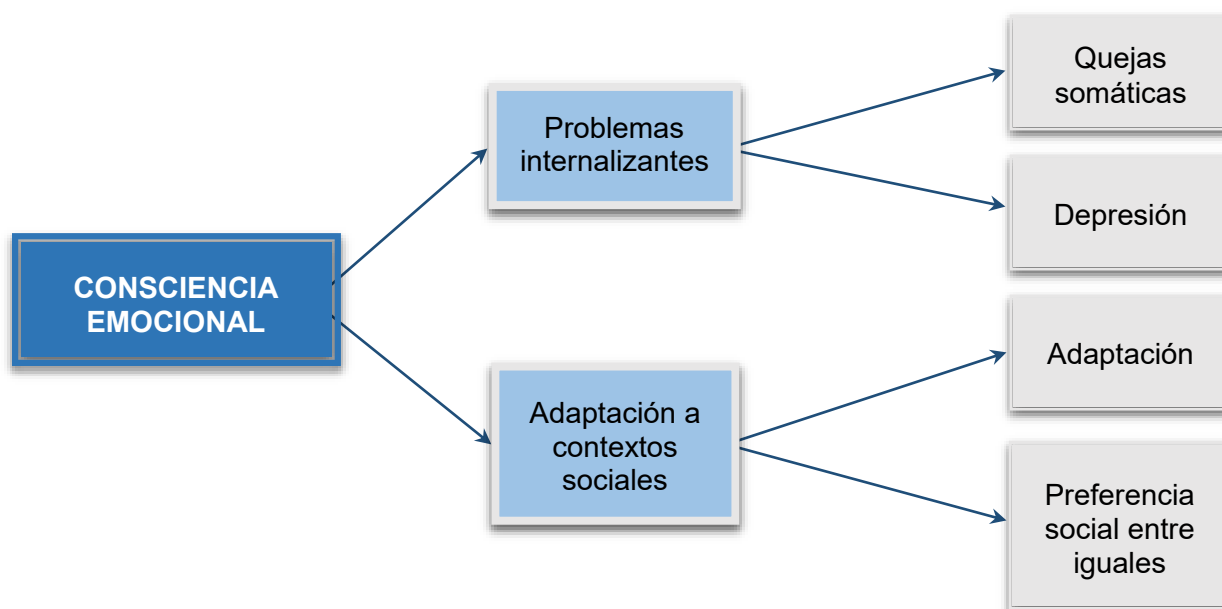 CONSCIENCIA
EMOCIONAL
Problemas
internalizantes
Quejas
somáticas
Depresión
Adaptación a
contextos
sociales
Adaptación
Preferencia
social entre
iguales